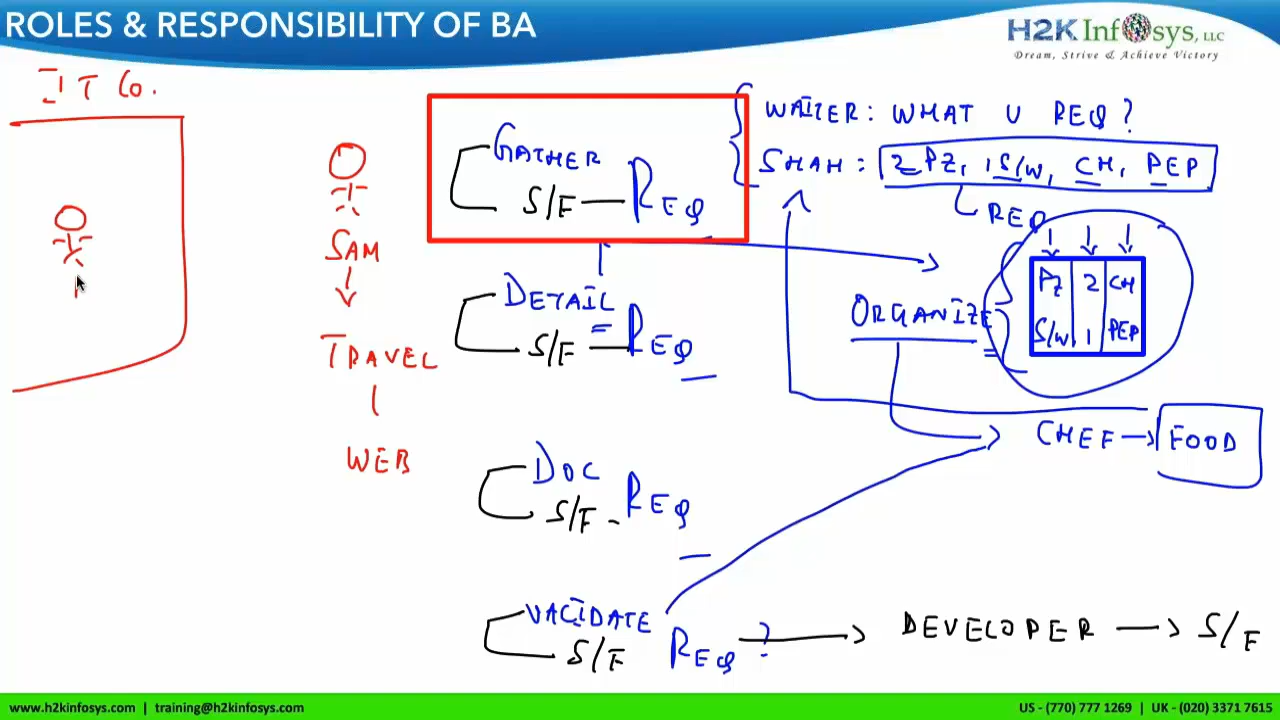 ROLES & RESPONSIBILITY OF BA
H2K Infosys, LLC
Dream, Strive & Achieve Victory
IT Co.
SAM
TRAVEL
WEB
GATHER
S/F — REQ
DETAIL
S/F — REQ
DOC
S/F - REQ
VALIDATE
S/F REQ ?
DEVELOPER → S/F
WAITER: WHAT U REQ?
SHAH: 2 PZ, 1 S/W, CH, PEP
REQ
ORGANIZE
PZ 2 CH
S/W 1 PEP
CHEF → FOOD
www.h2kinfosys.com | training@h2kinfosys.com
US - (770) 777 1269 | UK - (020) 3371 7615